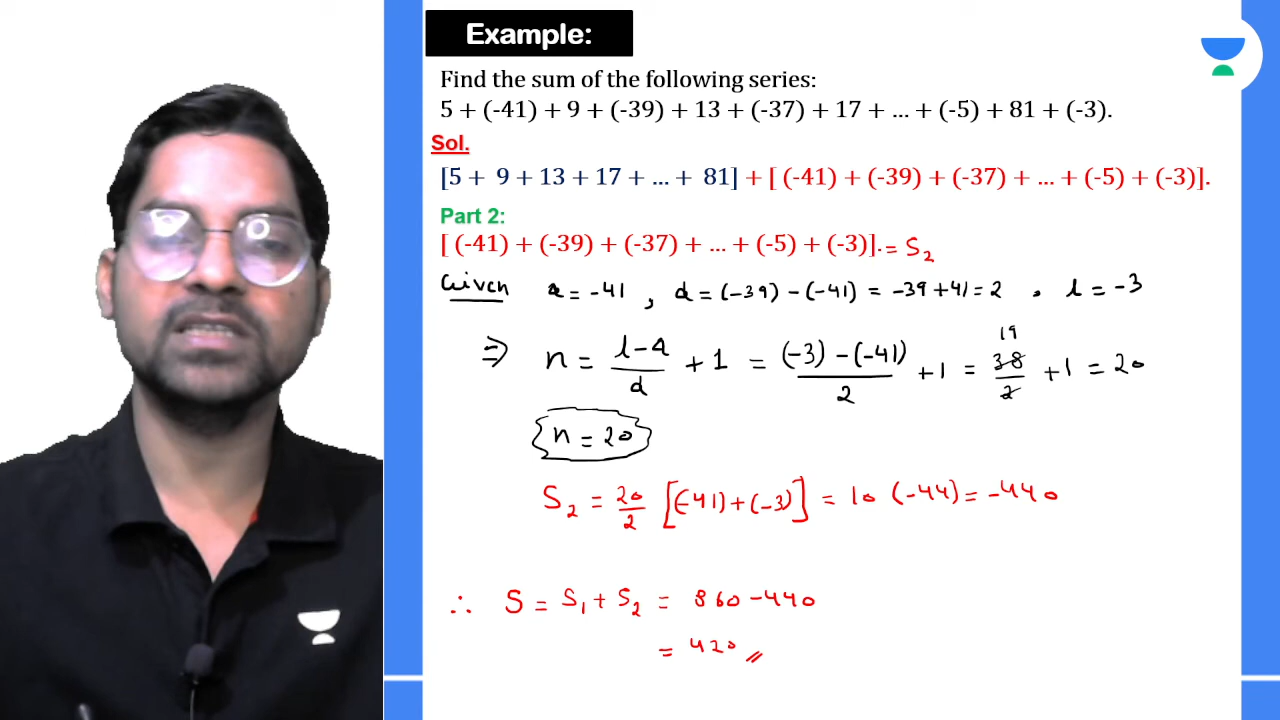 Example:
Find the sum of the following series:
5 + (-41) + 9 + (-39) + 13 + (-37) + 17 + ... + (-5) + 81 + (-3).
Sol.
[5 + 9 + 13 + 17 + ... + 81] + [ (-41) + (-39) + (-37) + ... + (-5) + (-3)].
Part 2:
[ (-41) + (-39) + (-37) + ... + (-5) + (-3)]. = S₂
Given a = -41 , d = (-39) - (-41) = -39 + 41 = 2 , l = -3
⇒ n = (l - a)/d + 1 = ((-3) - (-41))/2 + 1 = 38/2 19 + 1 = 20
n = 20
S₂ = 20/2 [(-41) + (-3)] = 10 (-44) = -440
∴ S = S₁ + S₂ = 860 - 440
= 420 //